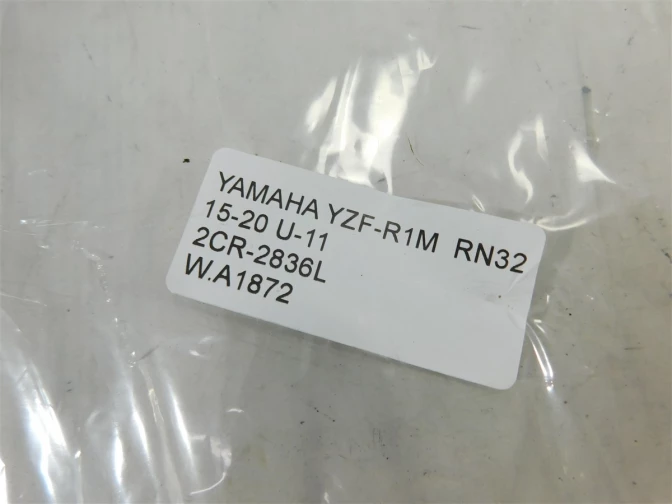 YAMAHA YZF-R1M RN32
15-20 U-11
2CR-2836L
W.A1872